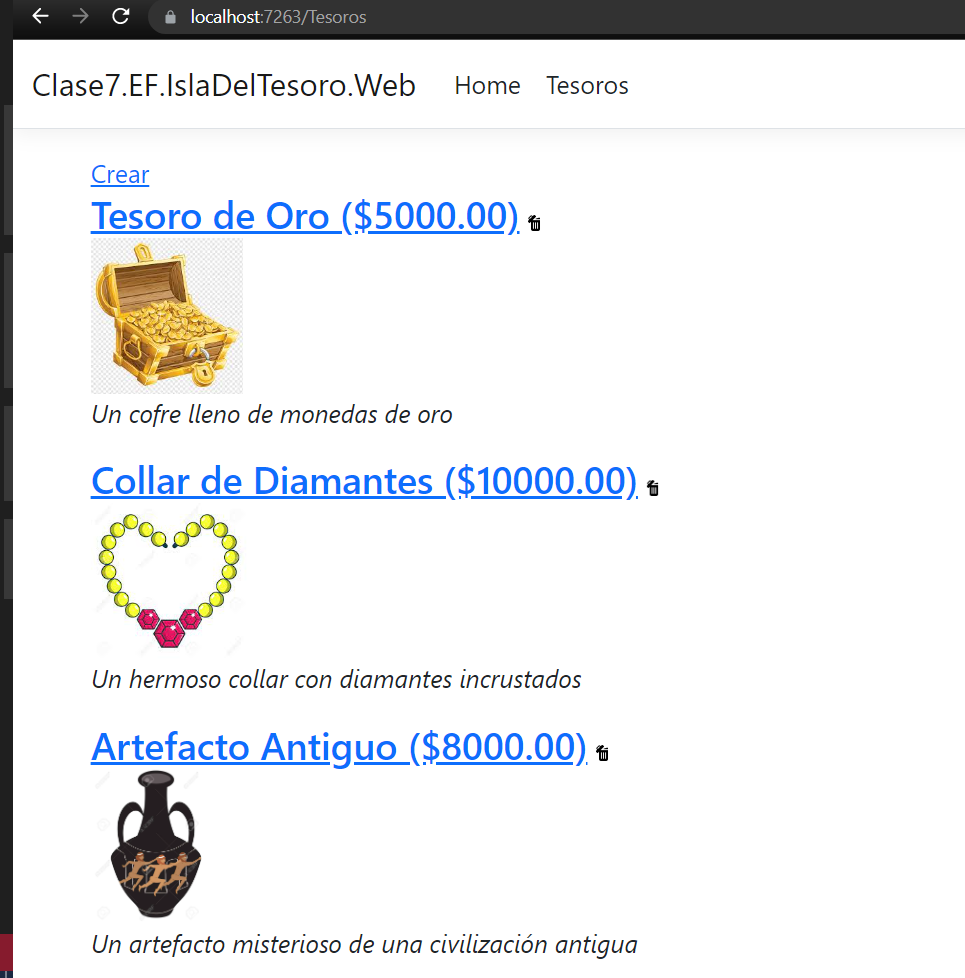 localhost:7263/Tesoros
Clase7.EF.IslaDelTesoro.Web Home Tesoros
Crear
Tesoro de Oro ($5000.00)
Un cofre lleno de monedas de oro
Collar de Diamantes ($10000.00)
Un hermoso collar con diamantes incrustados
Artefacto Antiguo ($8000.00)
Un artefacto misterioso de una civilización antigua